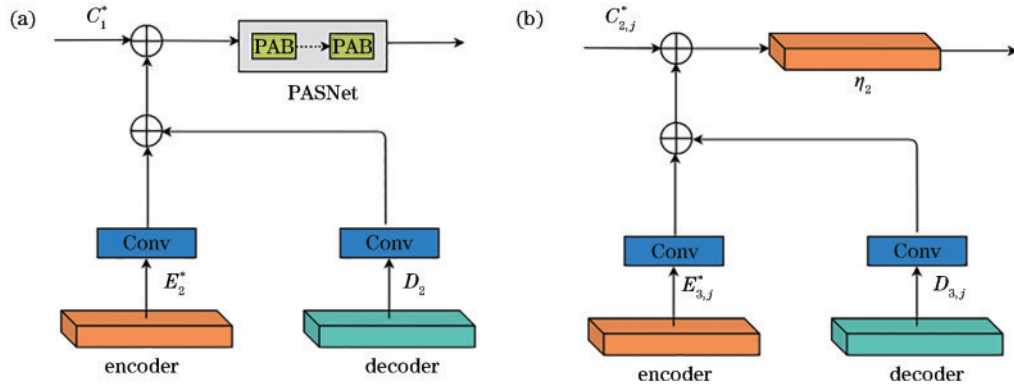 (a)
C*₁
PAB PAB
PASNet
Conv Conv
E*₂ D₂
encoder decoder
(b)
C*₂,ⱼ
η₂
Conv Conv
E*₃,ⱼ D₃,ⱼ
encoder decoder